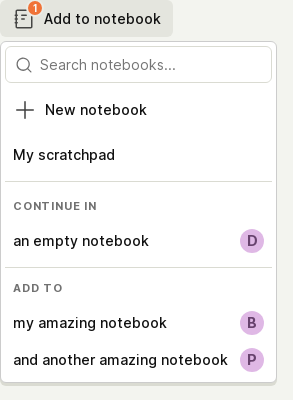 1
Add to notebook
Search notebooks...
New notebook
My scratchpad
CONTINUE IN
an empty notebook D
ADD TO
my amazing notebook B
and another amazing notebook P